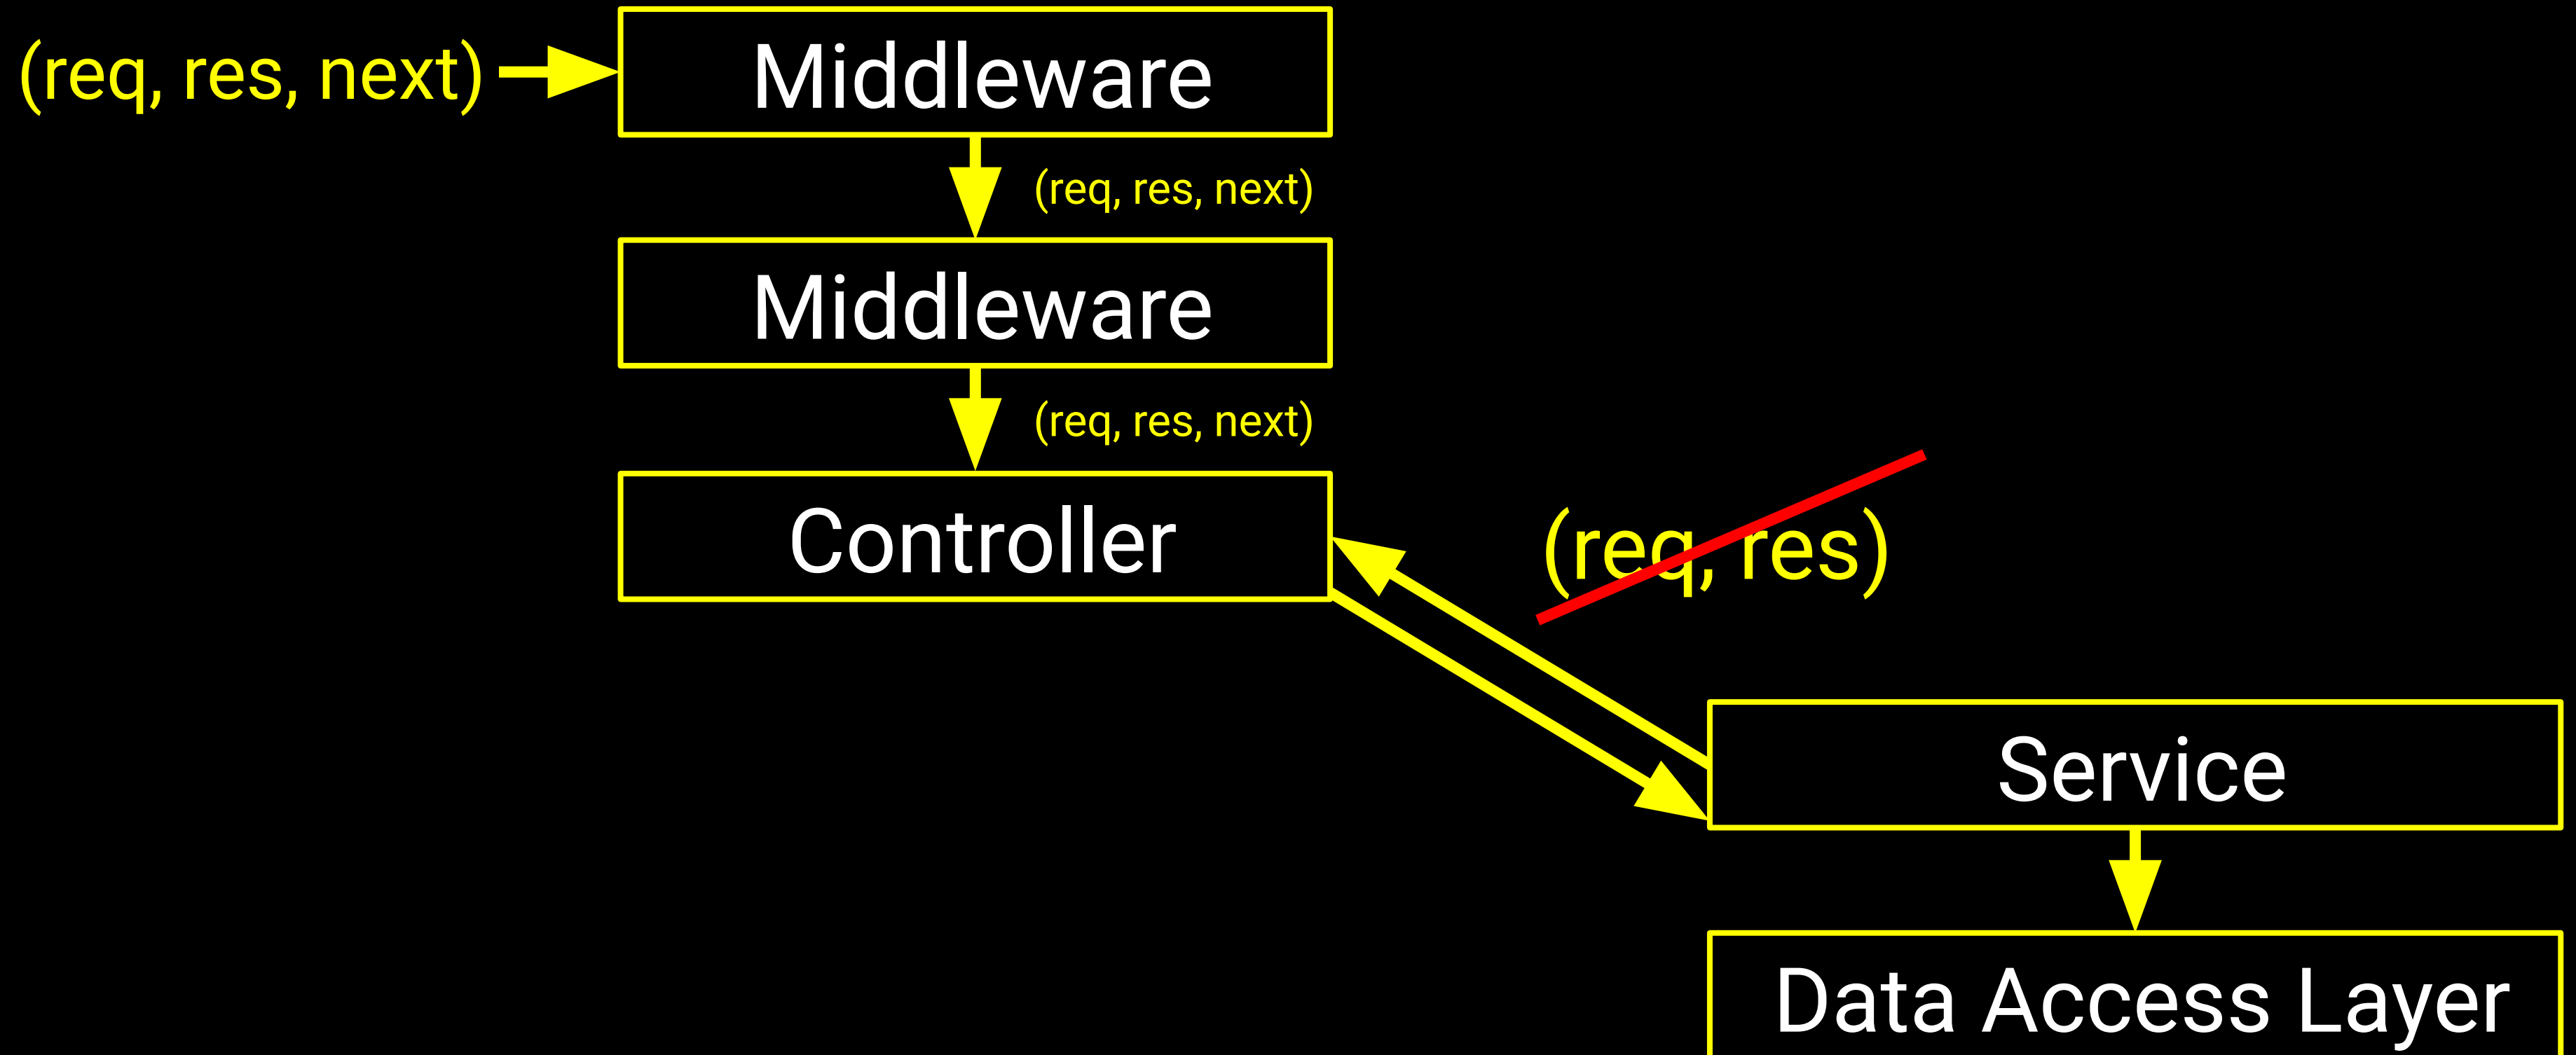 (req, res, next)
Middleware
(req, res, next)
Middleware
(req, res, next)
Controller
(req, res)
Service
Data Access Layer